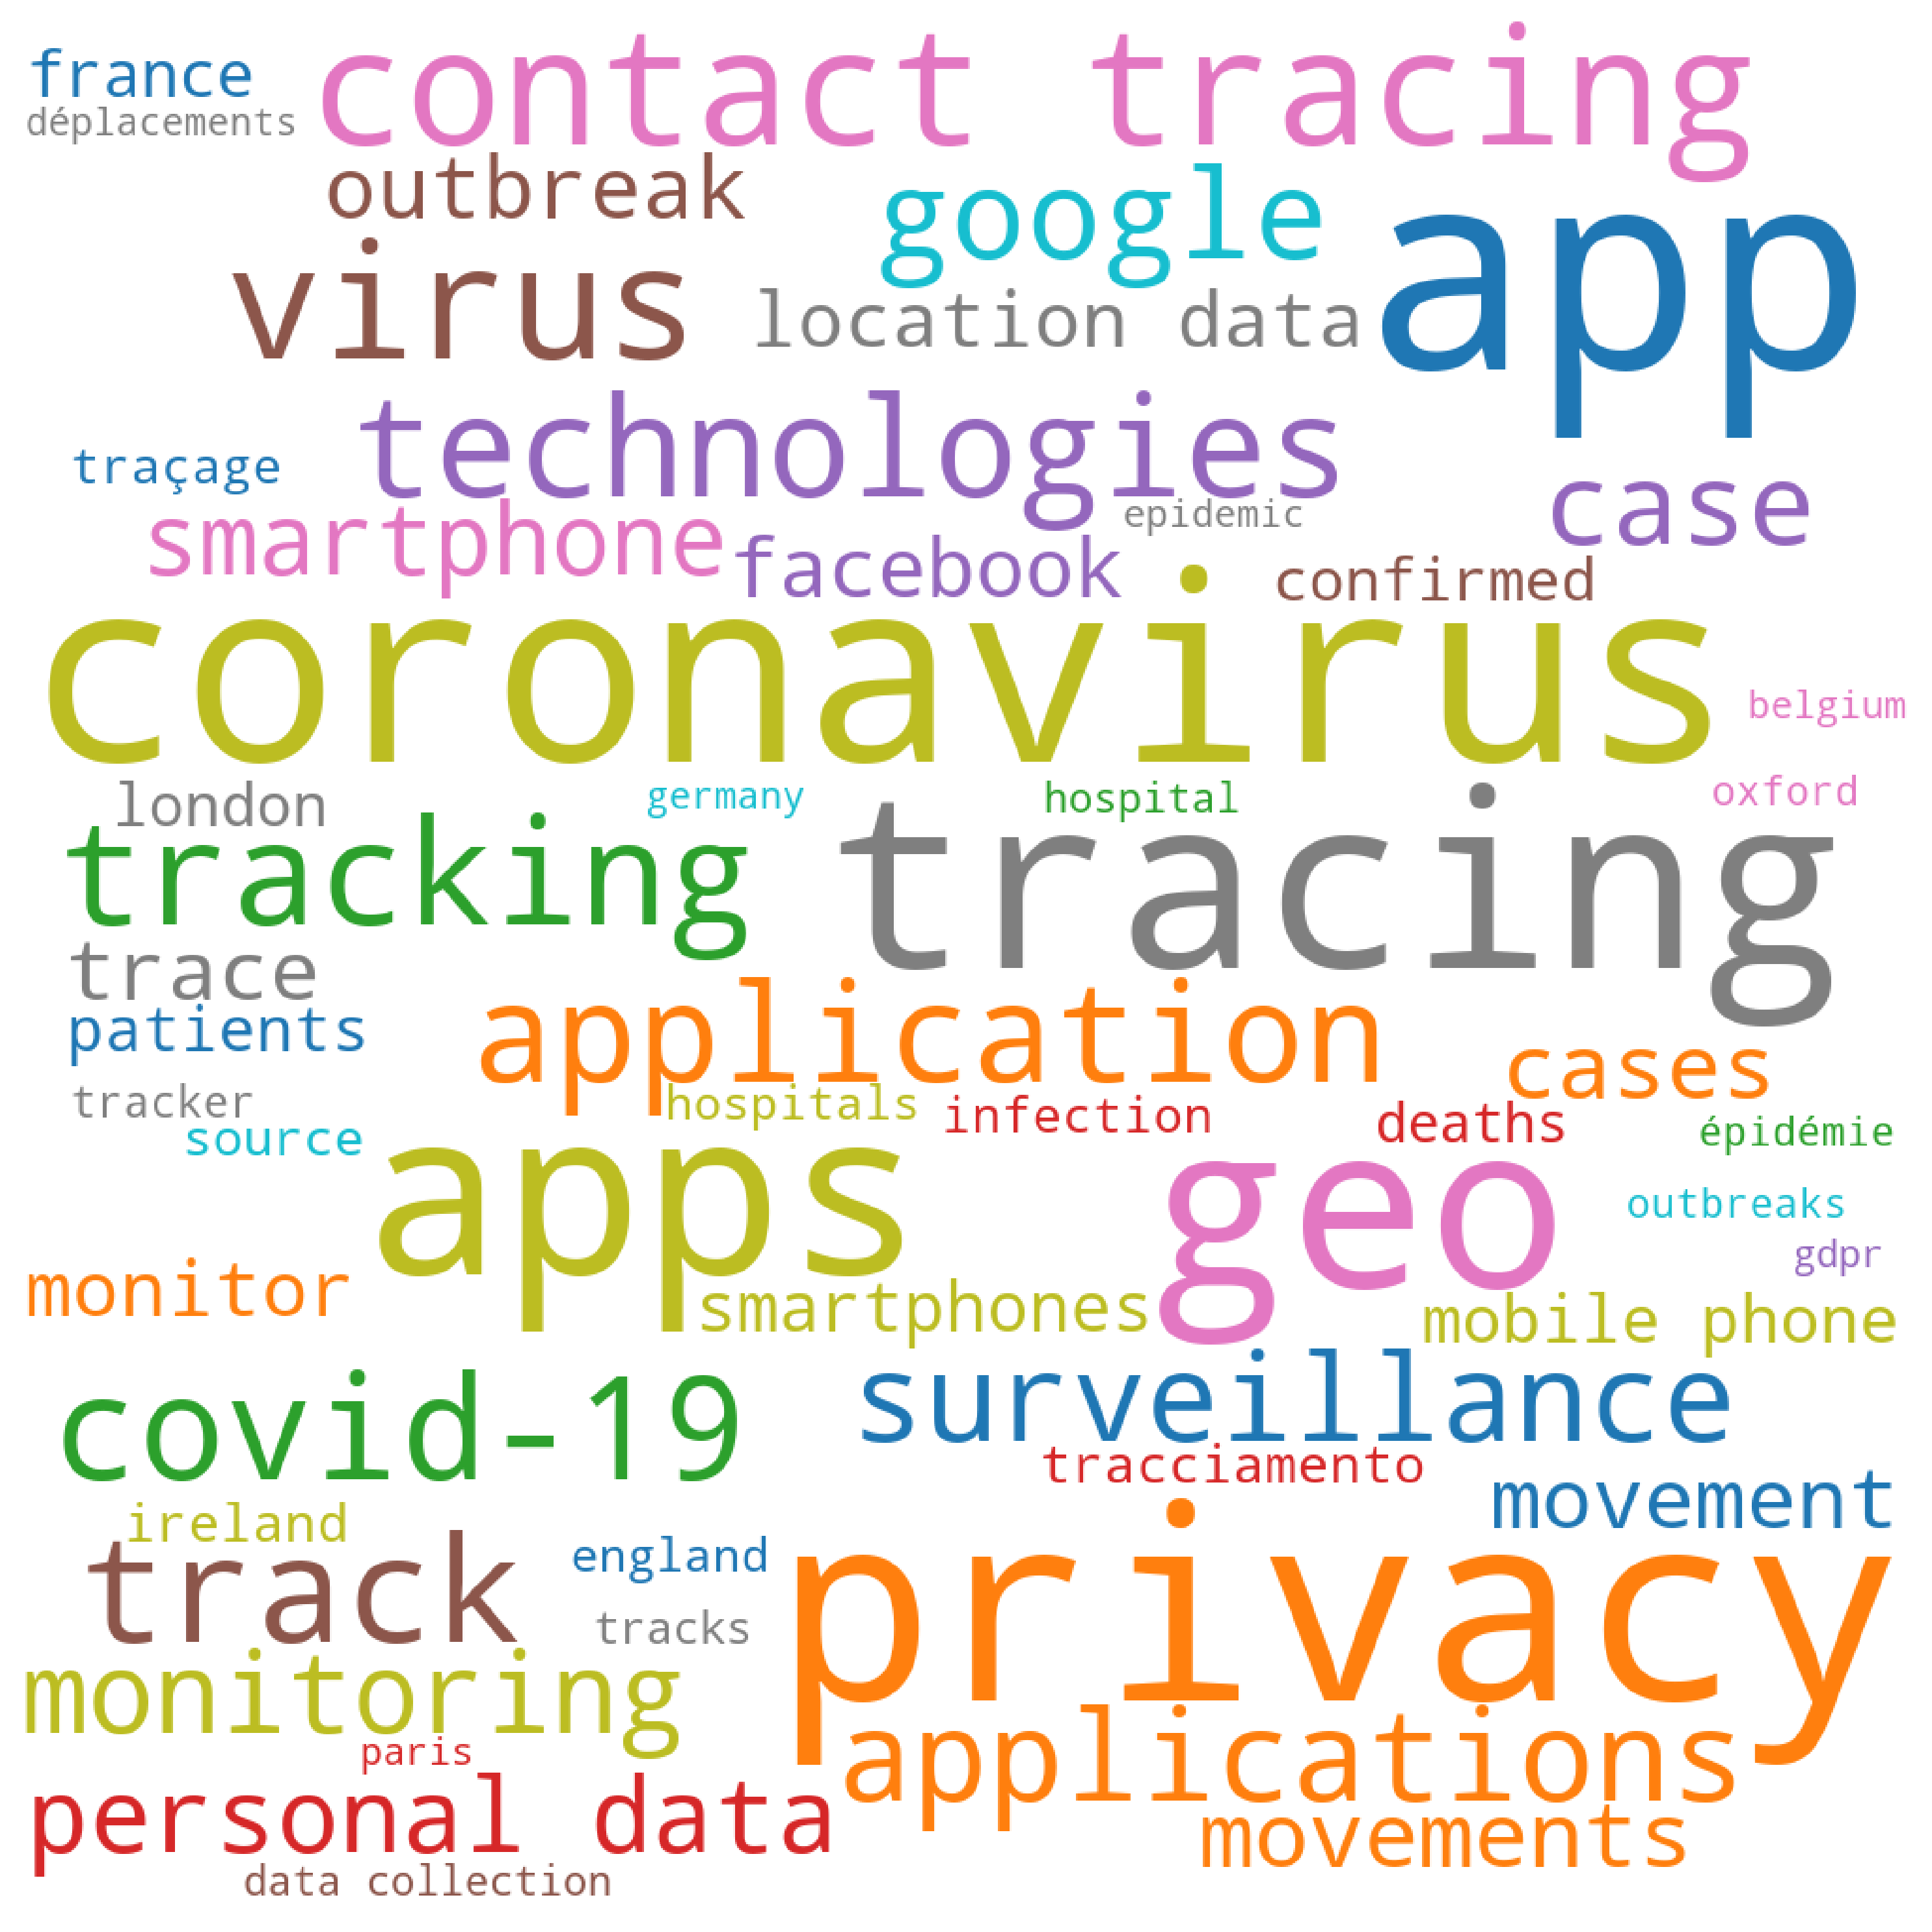 france
contact tracing
déplacements
outbreak
google
app
virus
location data
technologies
traçage
case
smartphone
epidemic
facebook
confirmed
coronavirus
belgium
london
germany
hospital
oxford
tracking
tracing
trace
patients
application
cases
tracker
hospitals
infection
deaths
épidémie
source
apps
geo
outbreaks
gdpr
monitor
smartphones
mobile phone
covid-19
surveillance
tracciamento
movement
ireland
track
england
privacy
tracks
monitoring
paris
applications
personal data
movements
data collection